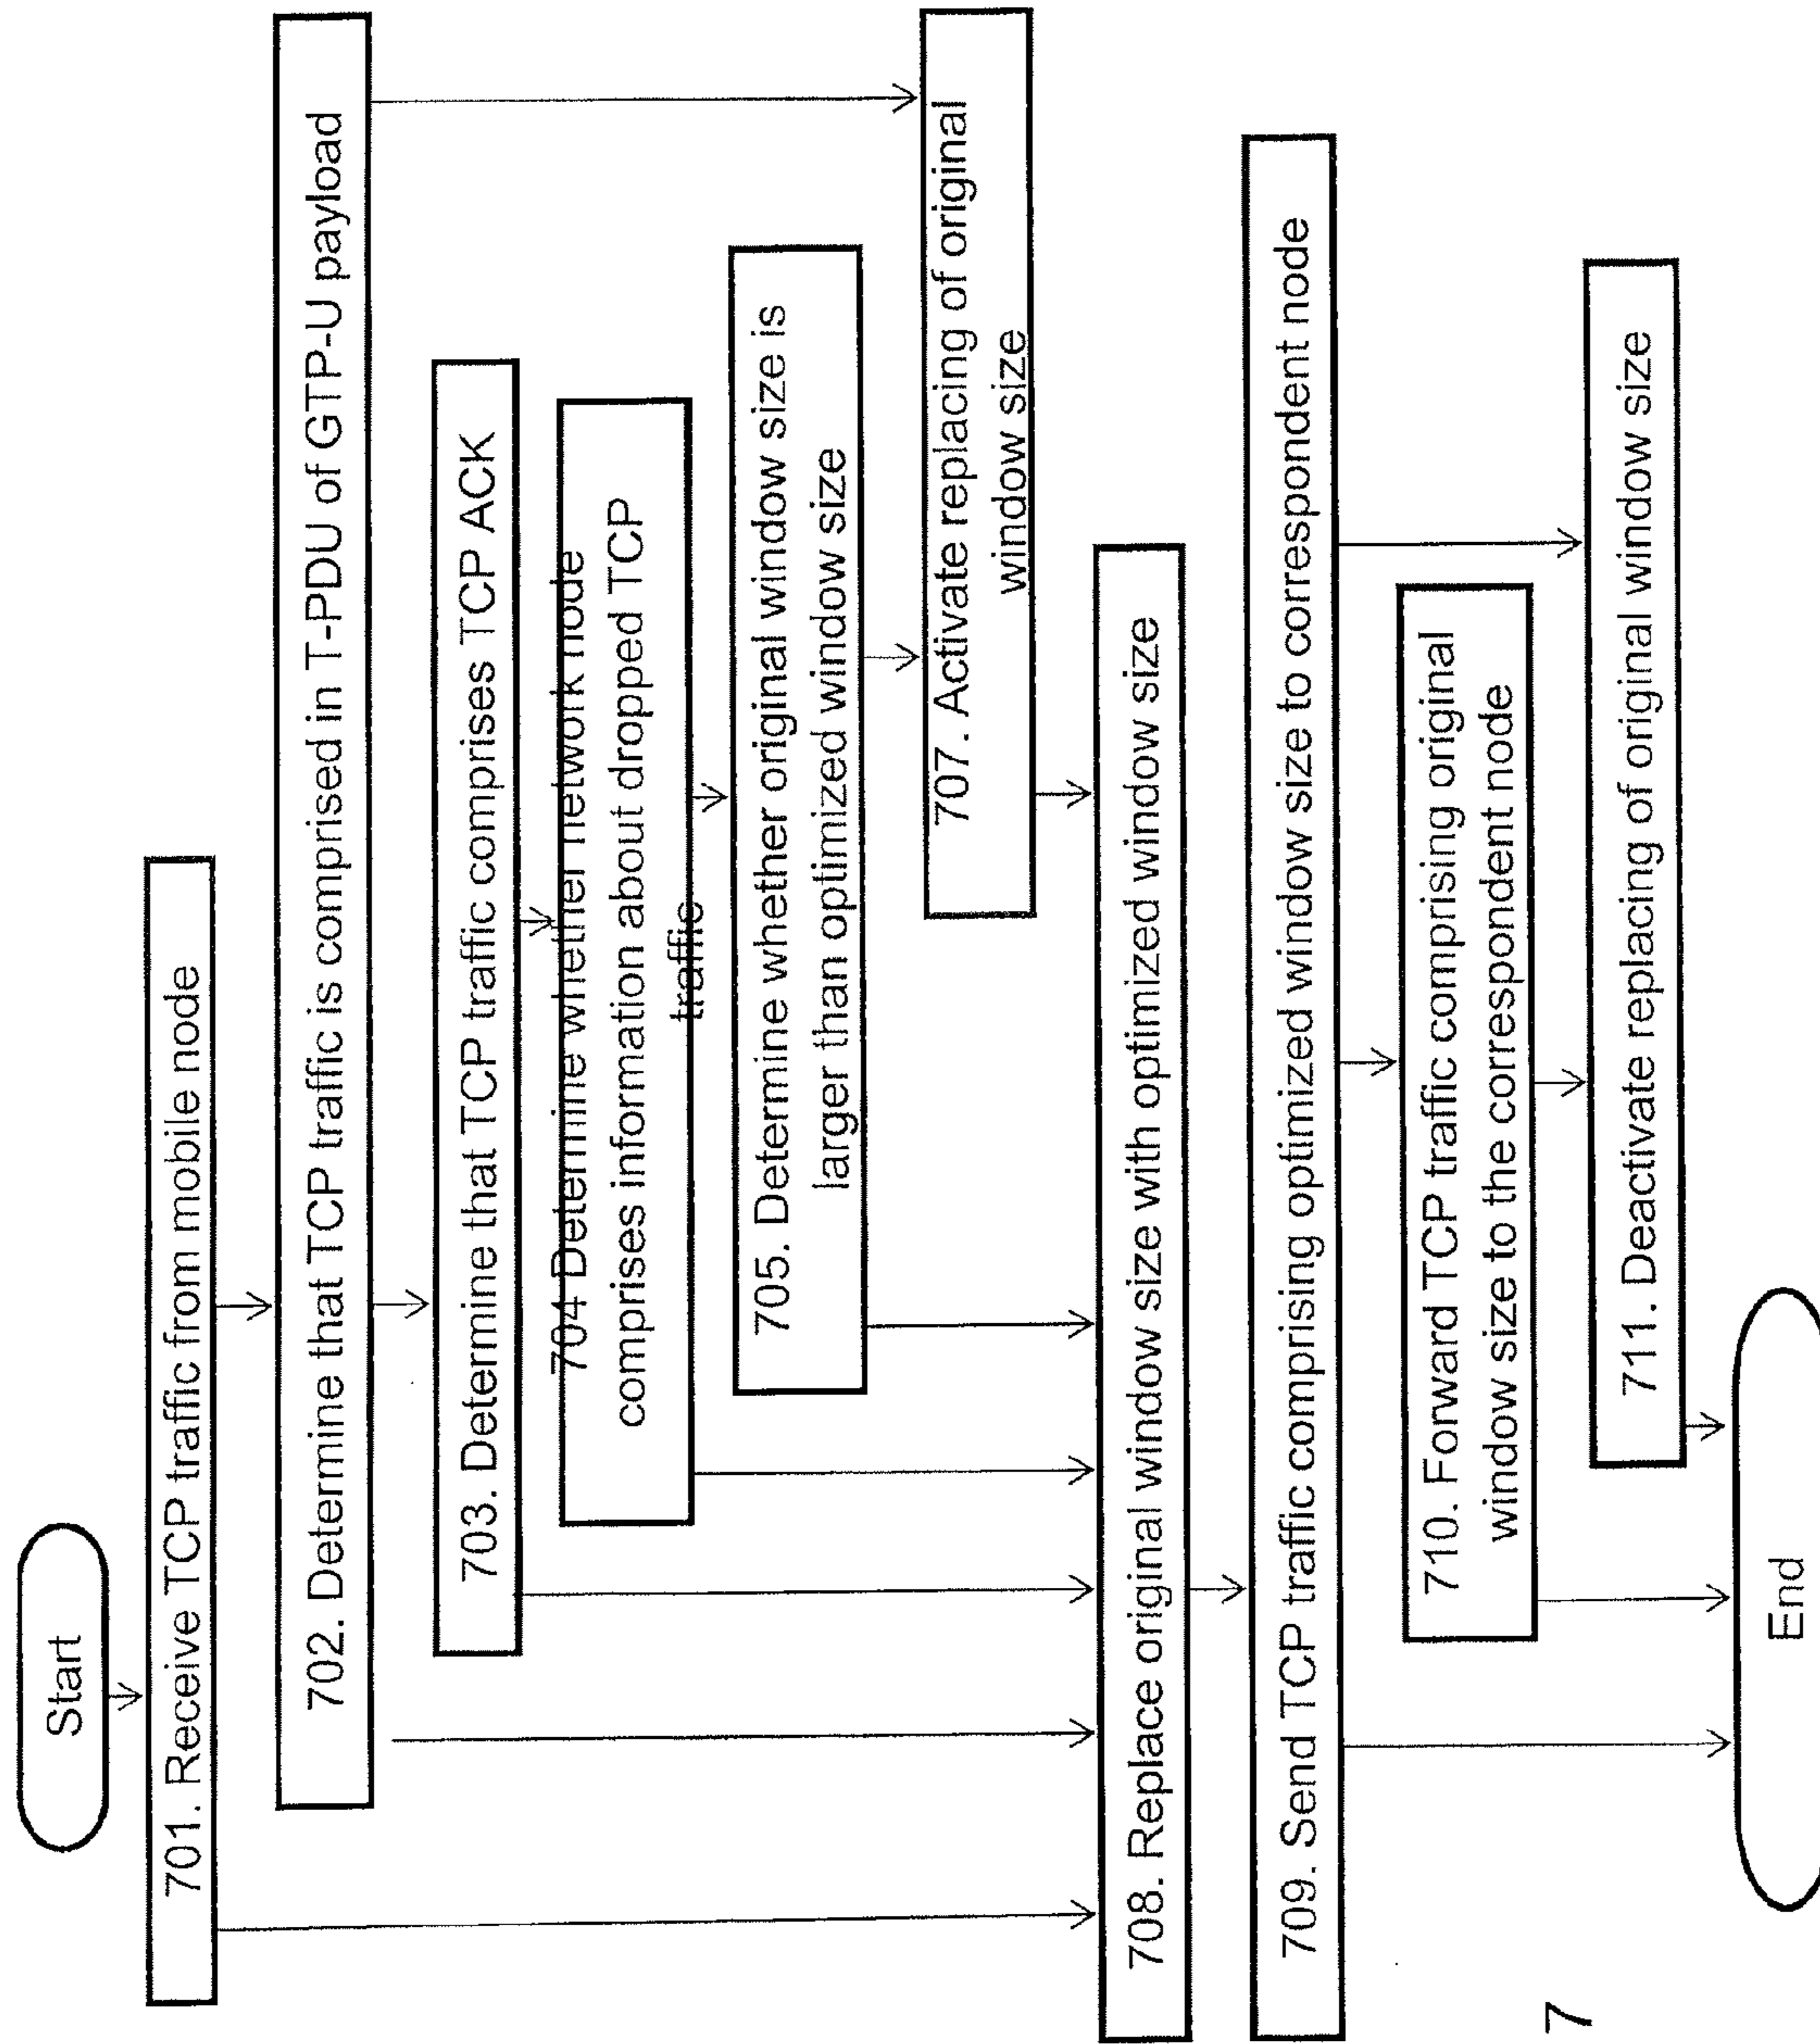 Start
701. Receive TCP traffic from mobile node
702. Determine that TCP traffic is comprised in T-PDU of GTP-U payload
703. Determine that TCP traffic comprises TCP ACK
704 Determine whether network node
comprises information about dropped TCP
traffic
705. Determine whether original window size is
larger than optimized window size
707. Activate replacing of original
window size
708. Replace original window size with optimized window size
709. Send TCP traffic comprising optimized window size to correspondent node
710. Forward TCP traffic comprising original
window size to the correspondent node
711. Deactivate replacing of original window size
End
7